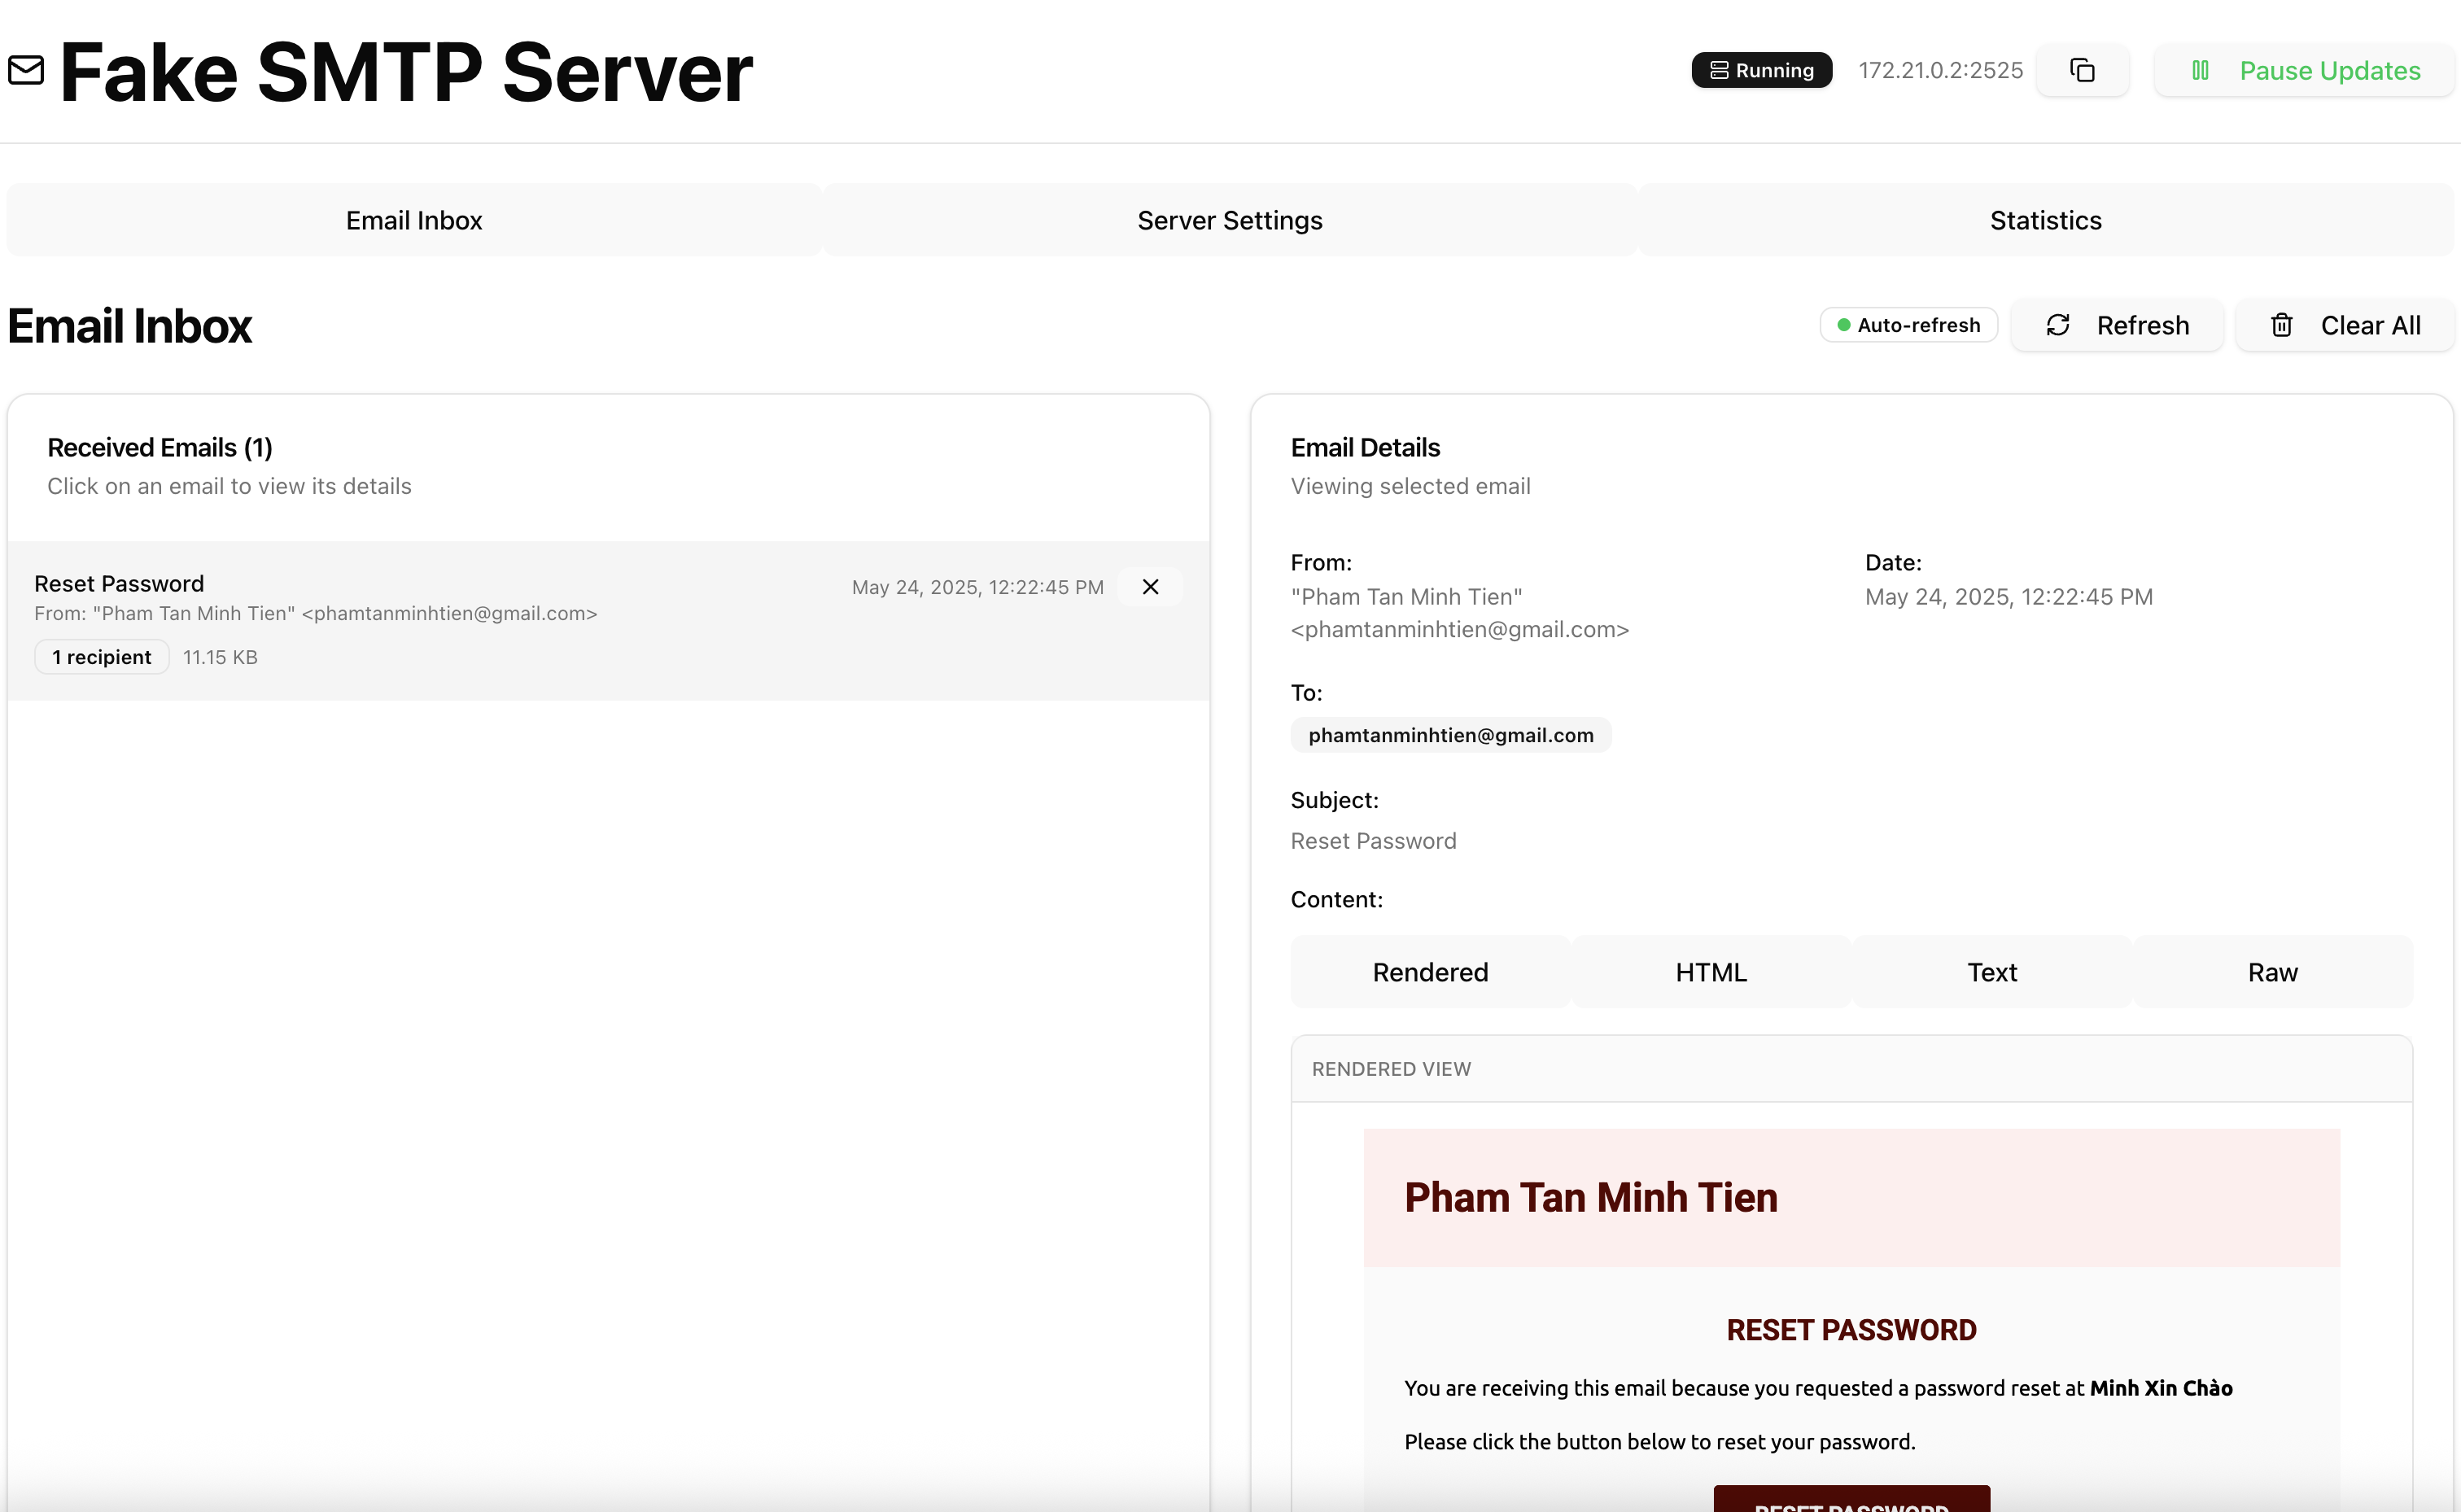 Fake SMTP Server
Running
172.21.0.2:2525
Pause Updates
Email Inbox
Server Settings
Statistics
Email Inbox
Auto-refresh
Refresh
Clear All
Received Emails (1)
Click on an email to view its details
Reset Password
May 24, 2025, 12:22:45 PM
From: "Pham Tan Minh Tien" <phamtanminhtien@gmail.com>
1 recipient
11.15 KB
Email Details
Viewing selected email
From:
"Pham Tan Minh Tien"
<phamtanminhtien@gmail.com>
Date:
May 24, 2025, 12:22:45 PM
To:
phamtanminhtien@gmail.com
Subject:
Reset Password
Content:
Rendered
HTML
Text
Raw
RENDERED VIEW
Pham Tan Minh Tien
RESET PASSWORD
You are receiving this email because you requested a password reset at Minh Xin Chào
Please click the button below to reset your password.
RESET PASSWORD